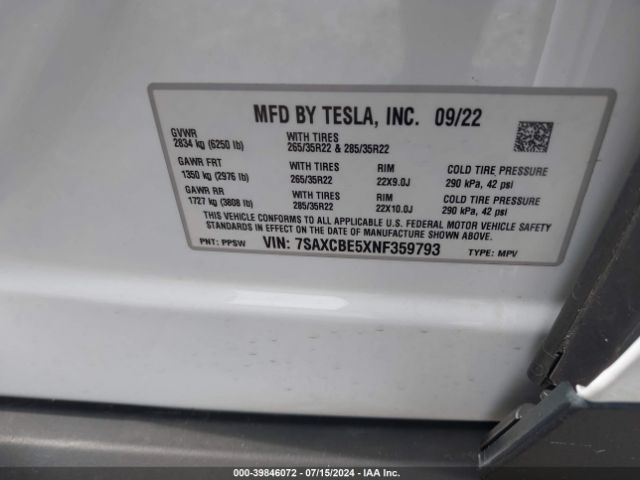 MFD BY TESLA, INC. 09/22
GVWR
2834 kg (6250 lb)
WITH TIRES
265/35R22 & 285/35R22
GAWR FRT
1350 kg (2976 lb)
WITH TIRES
265/35R22
RIM
22X9.0J
COLD TIRE PRESSURE
290 kPa, 42 psi
GAWR RR
1727 kg (3808 lb)
WITH TIRES
285/35R22
RIM
22X10.0J
COLD TIRE PRESSURE
290 kPa, 42 psi
THIS VEHICLE CONFORMS TO ALL APPLICABLE U.S. FEDERAL MOTOR VEHICLE SAFETY
STANDARDS IN EFFECT ON THE DATE OF MANUFACTURE SHOWN ABOVE.
PNT: PPSW VIN: 7SAXCBE5XNF359793 TYPE: MPV
000-39846072 / 07/15/2024 - IAA Inc.